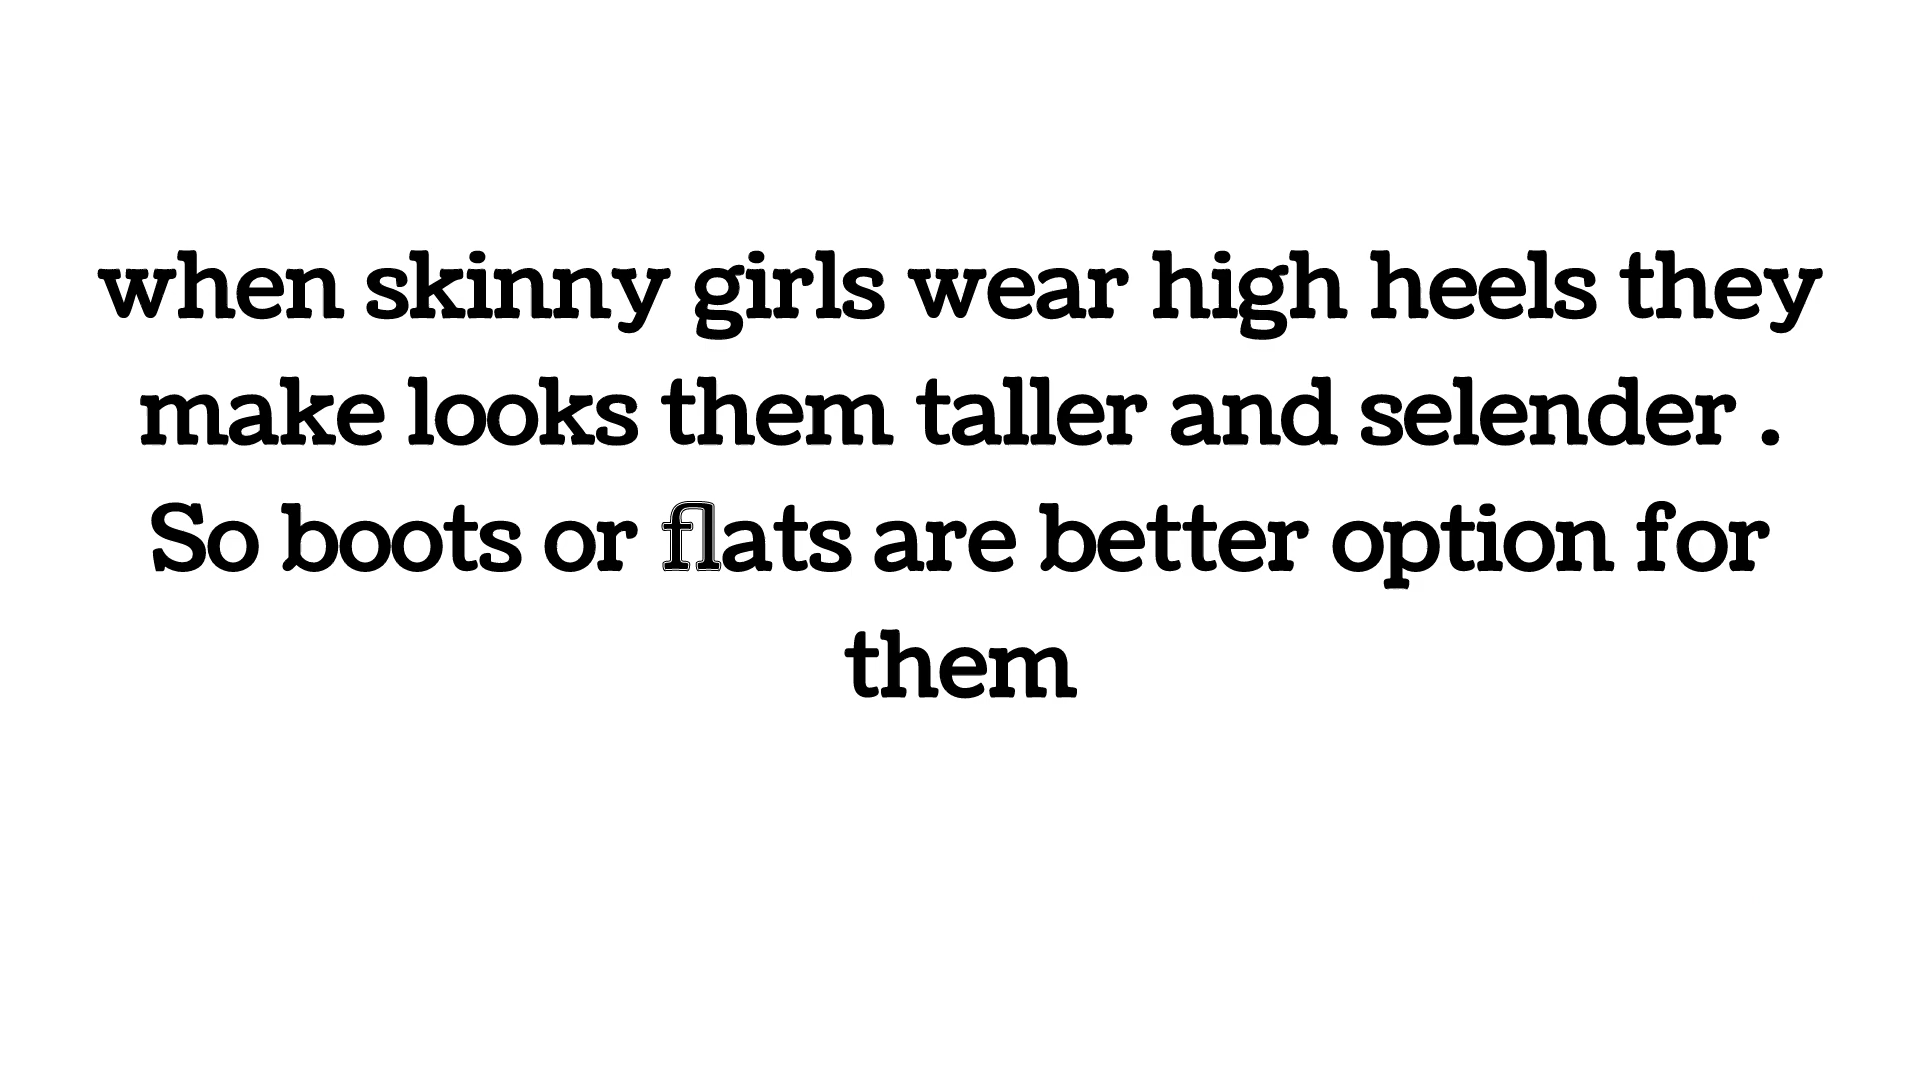 when skinny girls wear high heels they
make looks them taller and selender .
So boots or flats are better option for
them